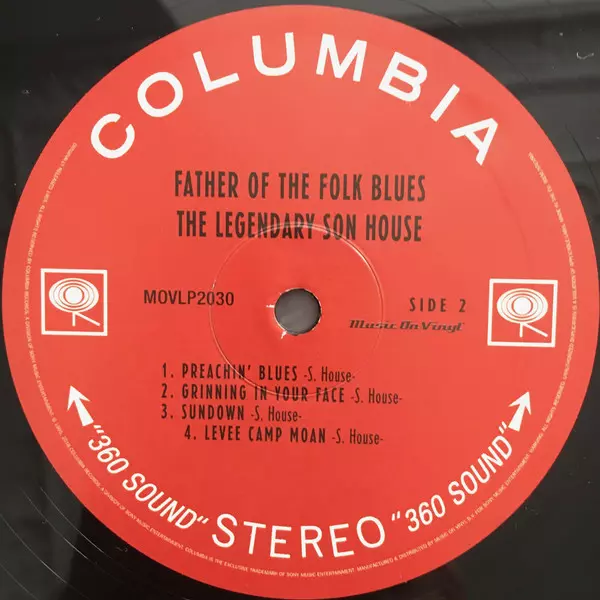 COLUMBIA
FATHER OF THE FOLK BLUES
THE LEGENDARY SON HOUSE
MOVLP2030
SIDE 2
Music On Vinyl
1. PREACHIN' BLUES -S. House-
2. GRINNING IN YOUR FACE -S. House-
3. SUNDOWN -S. House-
4. LEVEE CAMP MOAN -S. House-
"360 SOUND" STEREO "360 SOUND"